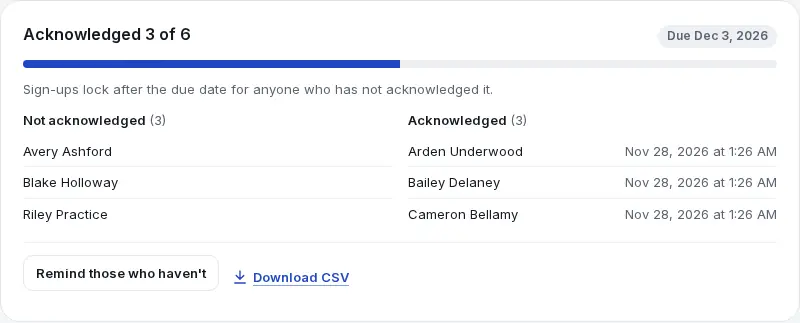 Acknowledged 3 of 6
Due Dec 3, 2026
Sign-ups lock after the due date for anyone who has not acknowledged it.
Not acknowledged (3)
Avery Ashford
Blake Holloway
Riley Practice
Acknowledged (3)
Arden Underwood Nov 28, 2026 at 1:26 AM
Bailey Delaney Nov 28, 2026 at 1:26 AM
Cameron Bellamy Nov 28, 2026 at 1:26 AM
Remind those who haven't
Download CSV